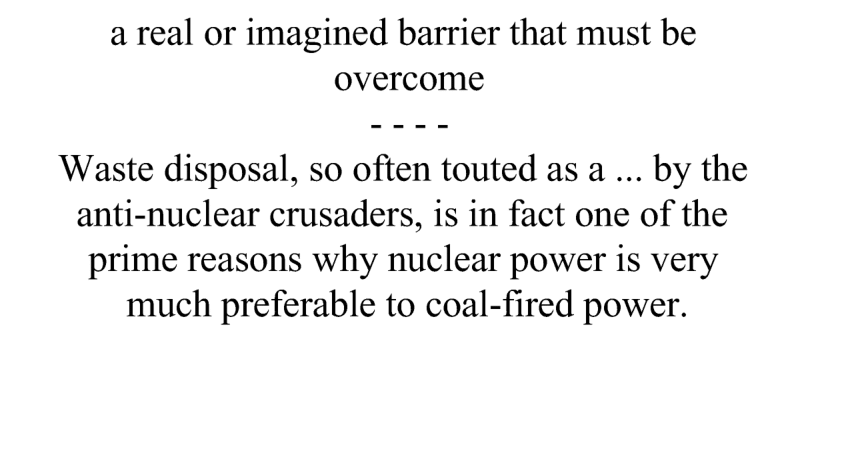 a real or imagined barrier that must be
overcome
- - - -
Waste disposal, so often touted as a ... by the
anti-nuclear crusaders, is in fact one of the
prime reasons why nuclear power is very
much preferable to coal-fired power.